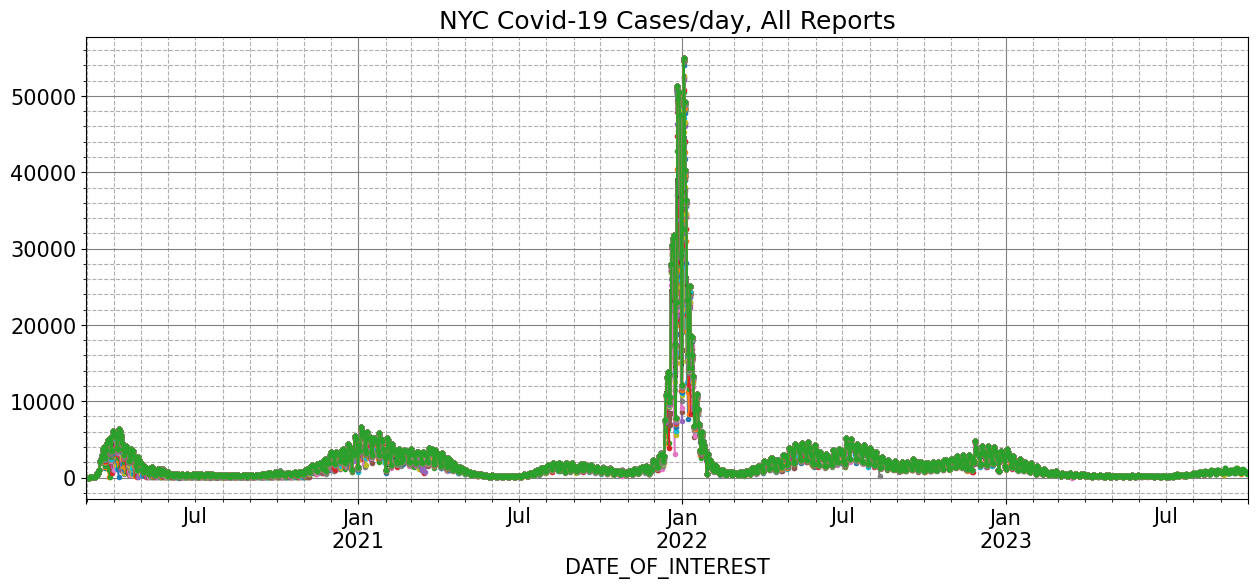 NYC Covid-19 Cases/day, All Reports
50000
40000
30000
20000
10000
0
Jul Jan Jul Jan Jul Jan Jul
2021 2022 2023
DATE_OF_INTEREST